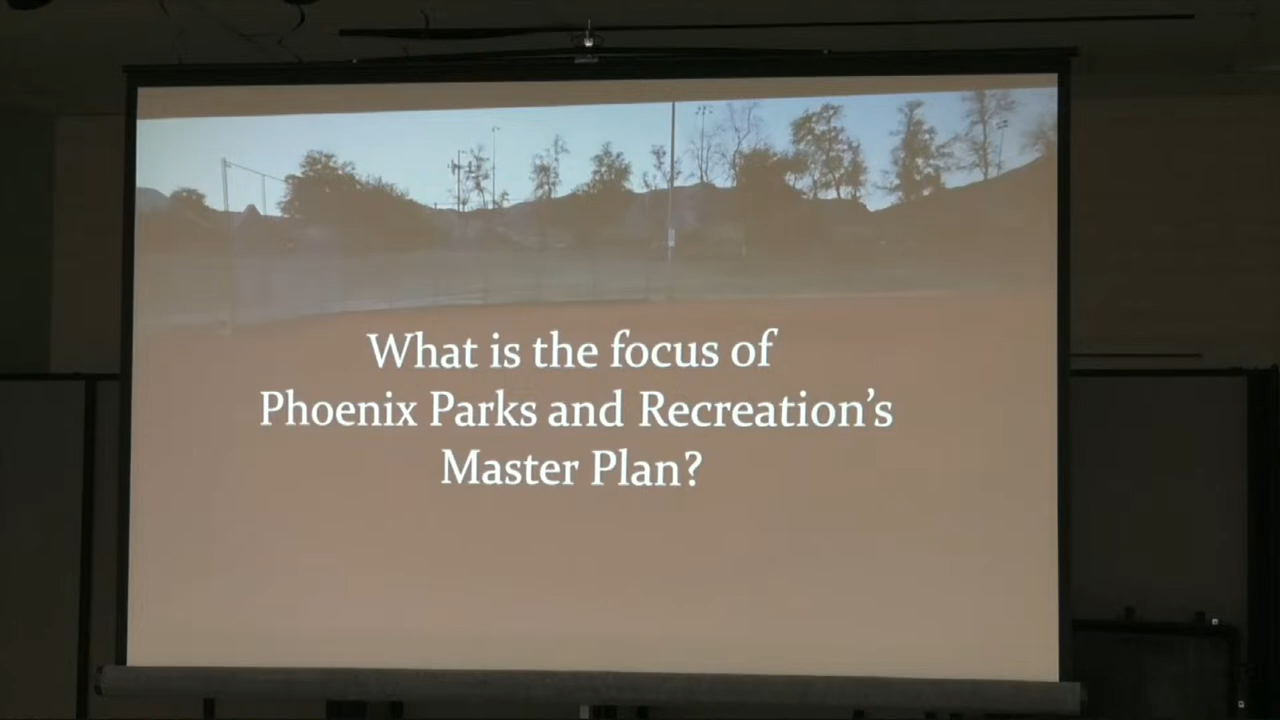 What is the focus of
Phoenix Parks and Recreation’s
Master Plan?